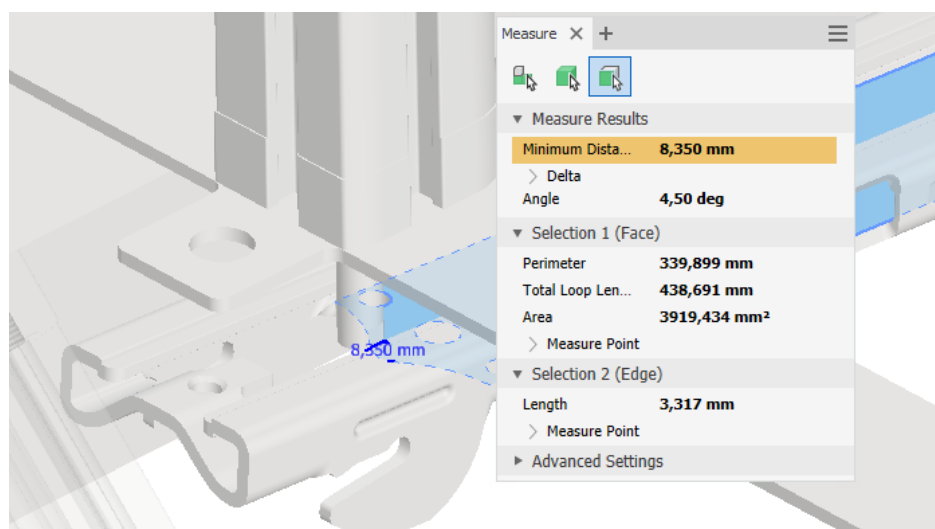 Measure
Measure Results
Minimum Dista... 8,350 mm
Delta
Angle 4,50 deg
Selection 1 (Face)
Perimeter 339,899 mm
Total Loop Len... 438,691 mm
Area 3919,434 mm²
Measure Point
Selection 2 (Edge)
Length 3,317 mm
Measure Point
Advanced Settings
8,350 mm